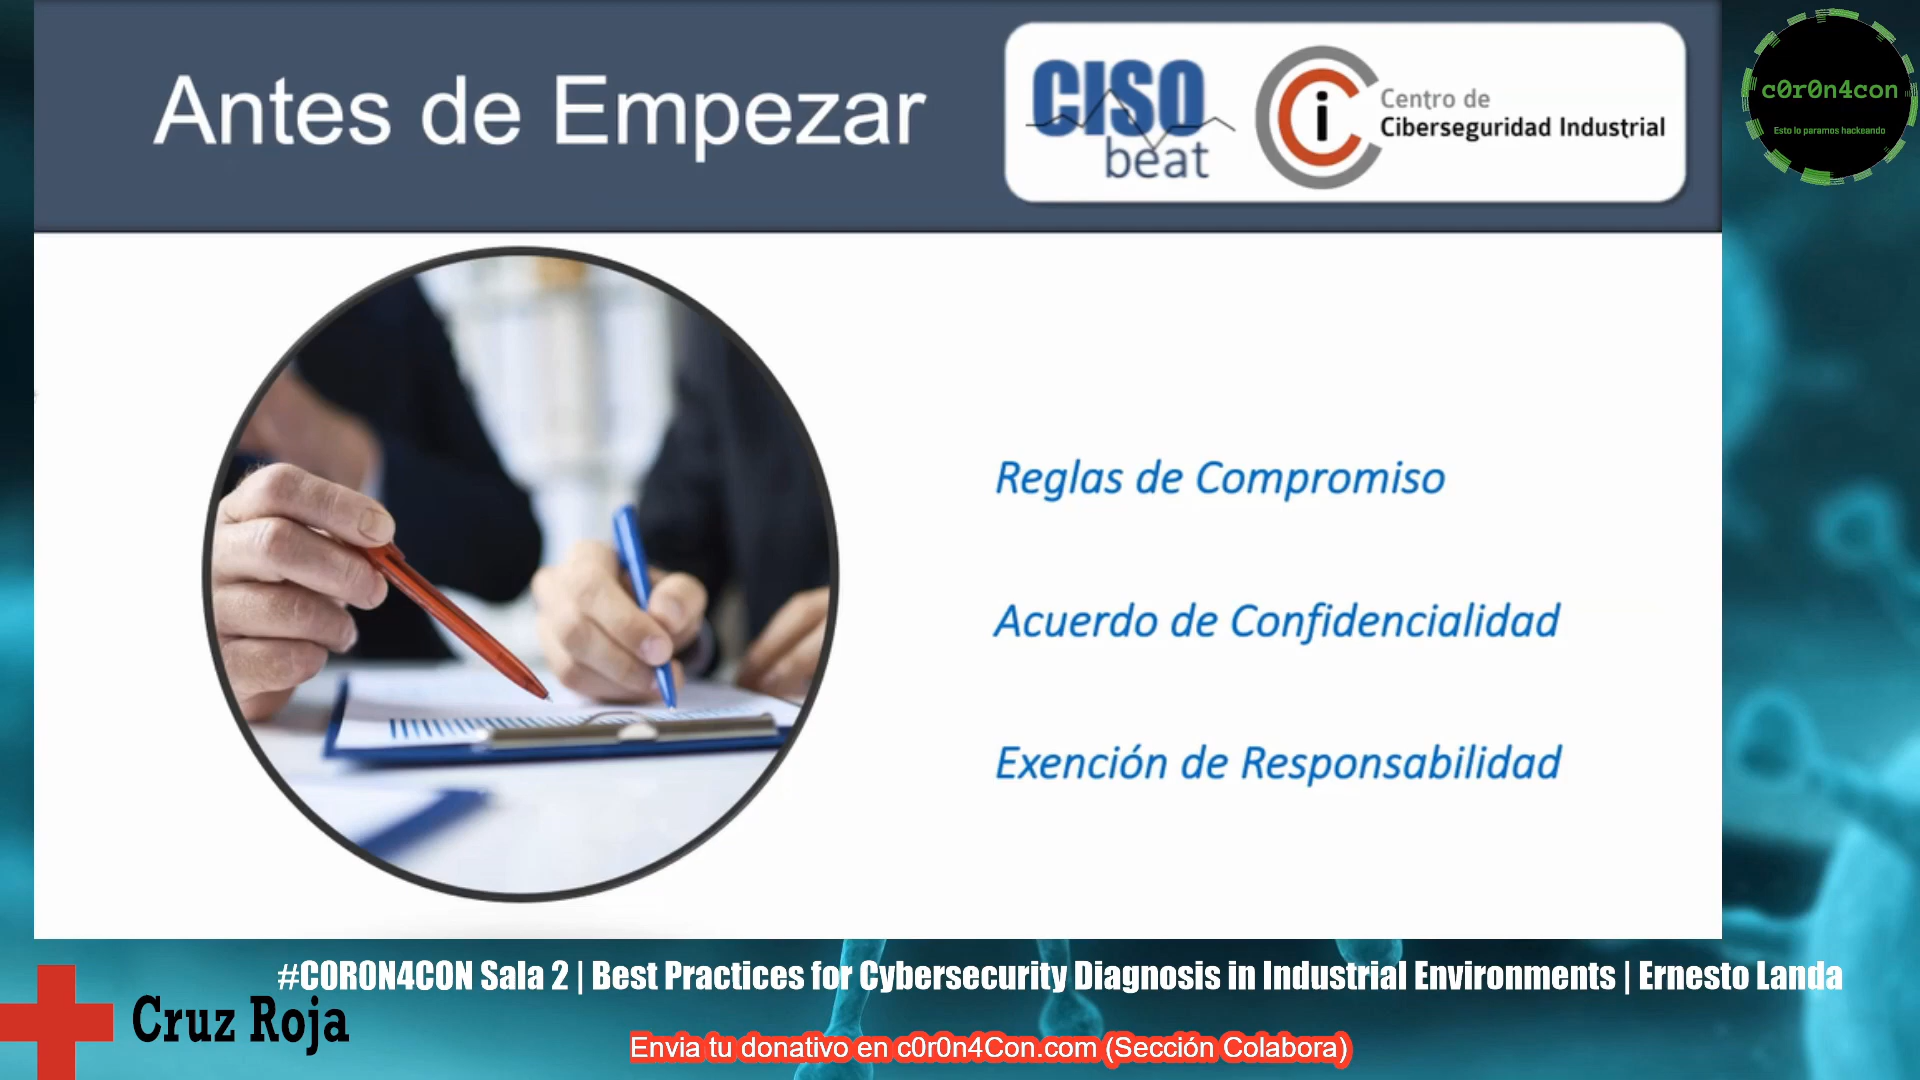 Antes de Empezar
CISO
beat
Centro de
Ciberseguridad Industrial
c0r0n4con
Esto lo paramos hackeando
Reglas de Compromiso
Acuerdo de Confidencialidad
Exención de Responsabilidad
#C0R0N4CON Sala 2 | Best Practices for Cybersecurity Diagnosis in Industrial Environments | Ernesto Landa
Cruz Roja
Envia tu donativo en c0r0n4Con.com (Sección Colabora)